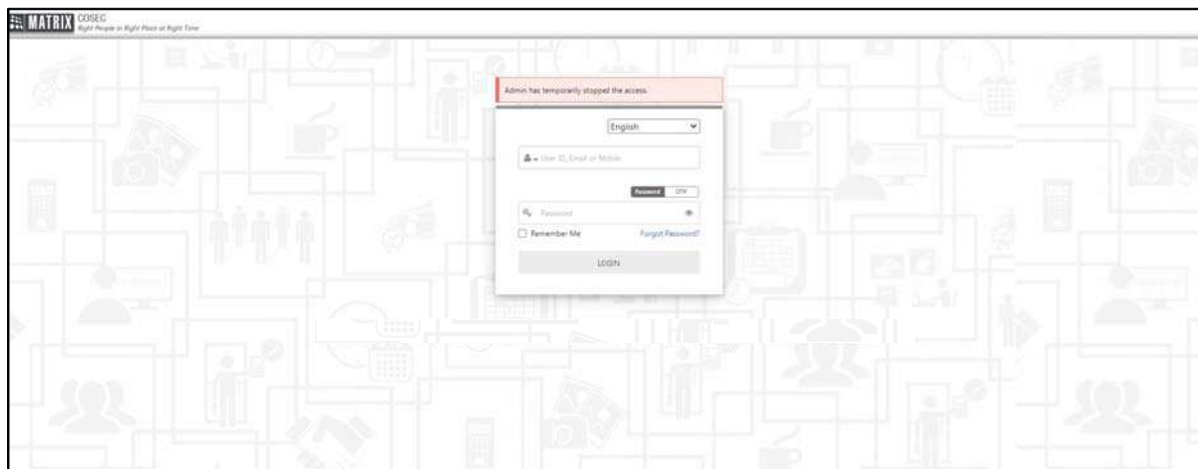 MATRIX COSEC
Right People in Right Place at Right Time
Admin has temporarily stopped the access.
English
User ID, Email or Mobile
Password OTP
Password
Remember Me Forgot Password?
LOGIN